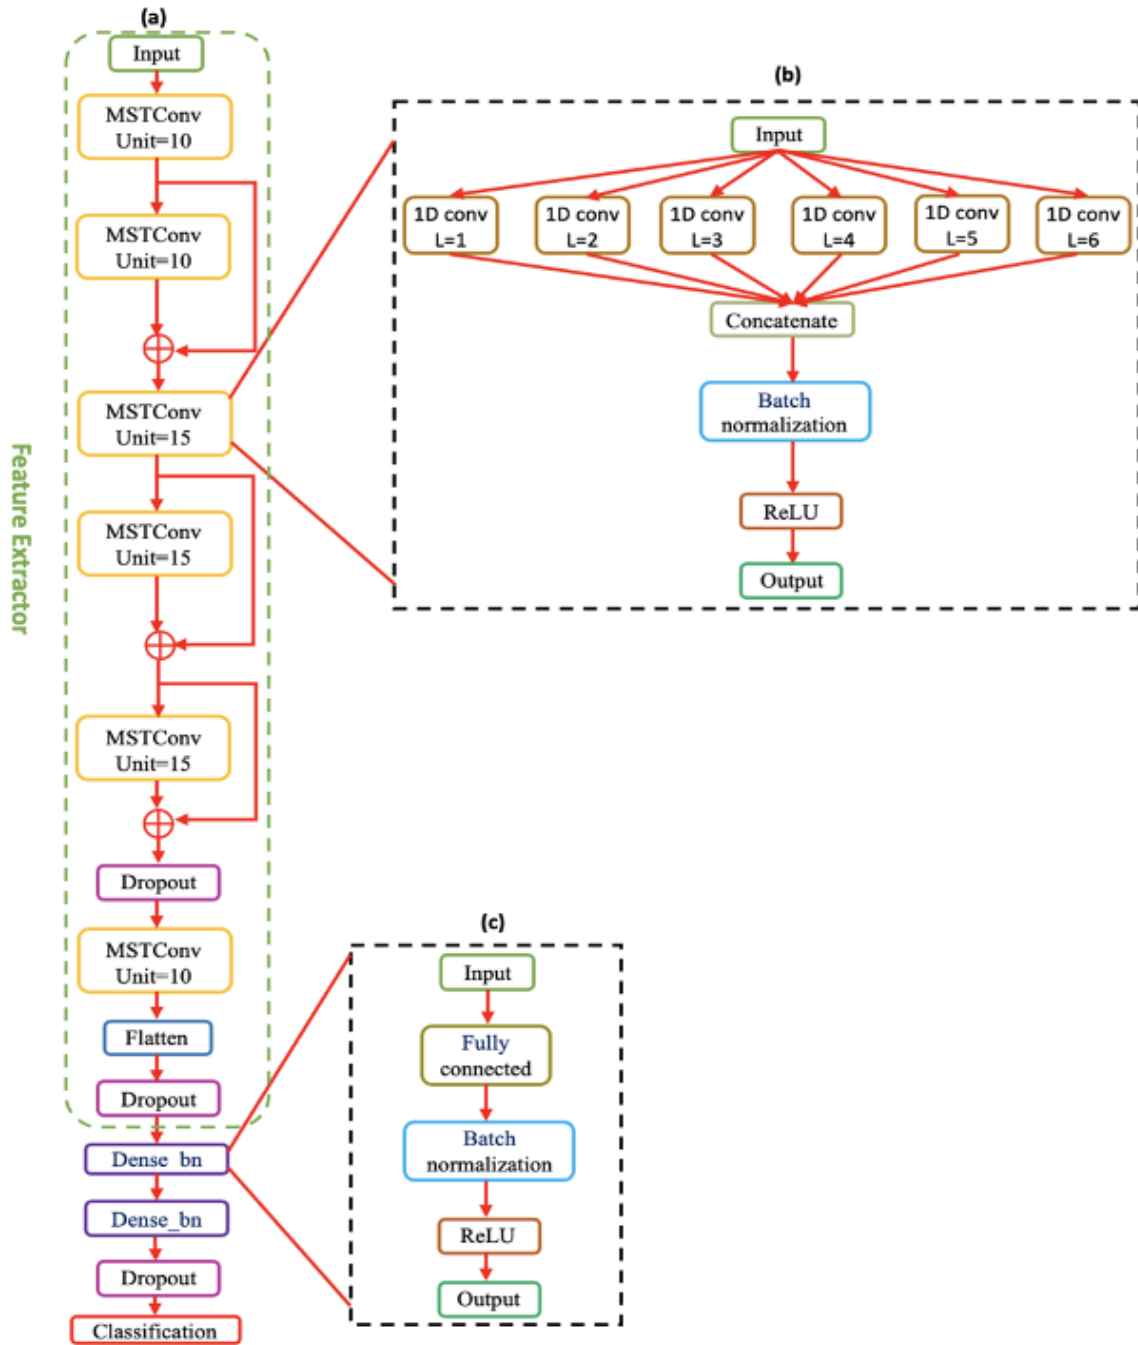 (a)
Input
MSTConv
Unit=10
MSTConv
Unit=10
MSTConv
Unit=15
MSTConv
Unit=15
MSTConv
Unit=15
Dropout
MSTConv
Unit=10
Flatten
Dropout
Dense_bn
Dense_bn
Dropout
Classification
Feature Extractor
(b)
Input
1D conv
L=1
1D conv
L=2
1D conv
L=3
1D conv
L=4
1D conv
L=5
1D conv
L=6
Concatenate
Batch
normalization
ReLU
Output
(c)
Input
Fully
connected
Batch
normalization
ReLU
Output